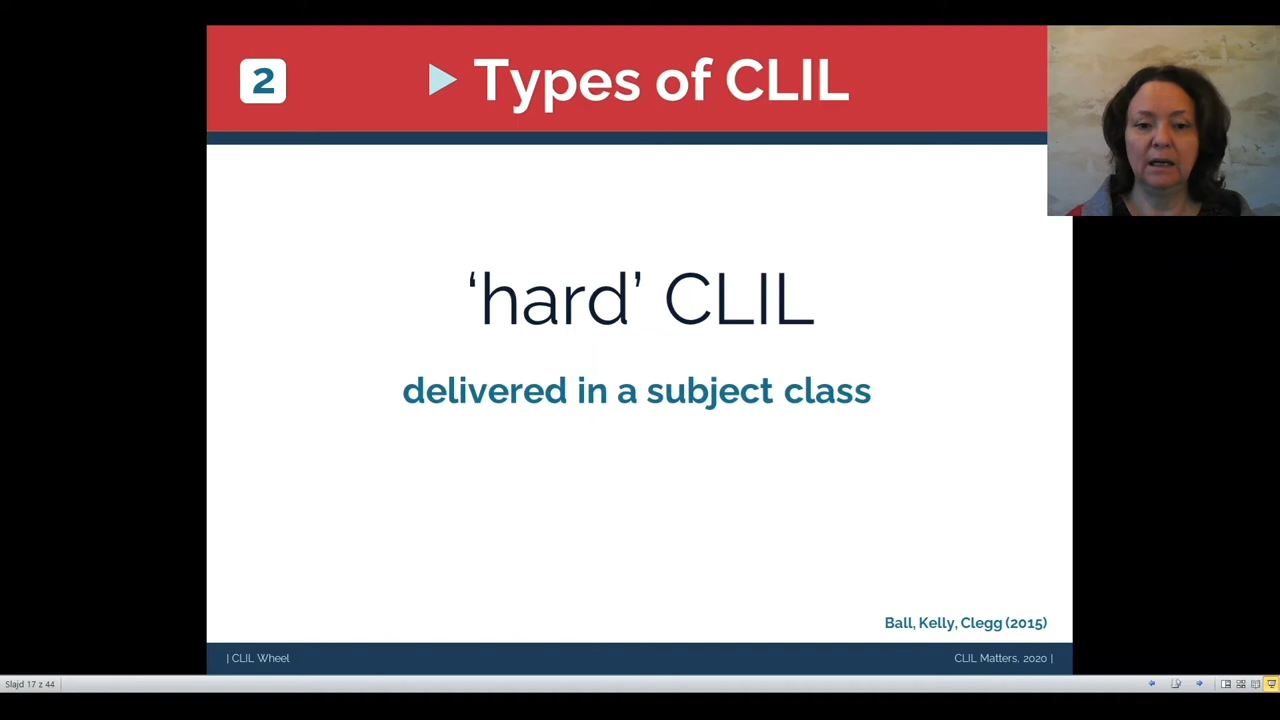 2
Types of CLIL
‘hard’ CLIL
delivered in a subject class
Ball, Kelly, Clegg (2015)
| CLIL Wheel
CLIL Matters, 2020 |
Slajd 17 z 44